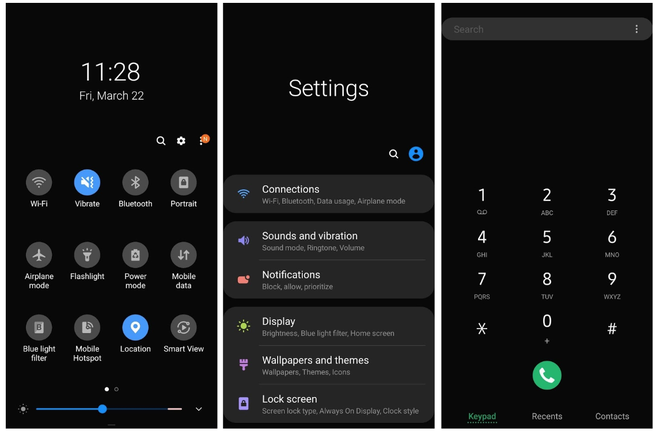 11:28
Fri, March 22
N
Wi-Fi
Vibrate
Bluetooth
Portrait
Airplane
mode
Flashlight
Power
mode
Mobile
data
Blue light
filter
Mobile
Hotspot
Location
Smart View
Settings
Connections
Wi-Fi, Bluetooth, Data usage, Airplane mode
Sounds and vibration
Sound mode, Ringtone, Volume
Notifications
Block, allow, prioritize
Display
Brightness, Blue light filter, Home screen
Wallpapers and themes
Wallpapers, Themes, Icons
Lock screen
Screen lock type, Always On Display, Clock style
Search
1 2 3
ABC DEF
4 5 6
GHI JKL MNO
7 8 9
PQRS TUV WXYZ
* 0 #
+
Keypad Recents Contacts